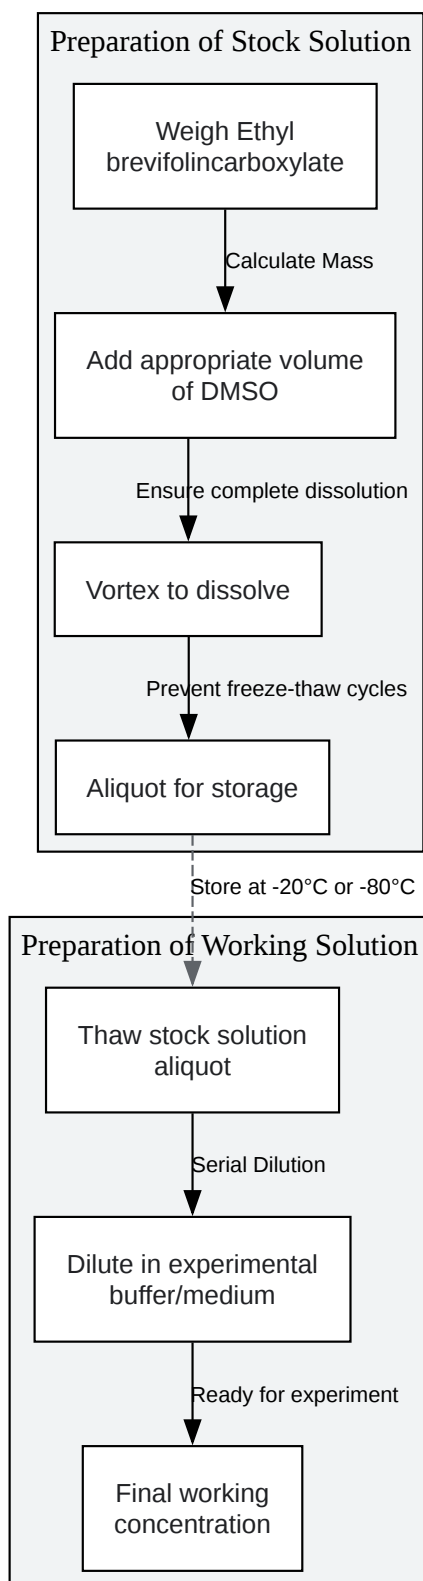 Preparation of Stock Solution
Weigh Ethyl
brevifolincarboxylate
Calculate Mass
Add appropriate volume
of DMSO
Ensure complete dissolution
Vortex to dissolve
Prevent freeze-thaw cycles
Aliquot for storage
Store at -20°C or -80°C
Preparation of Working Solution
Thaw stock solution
aliquot
Serial Dilution
Dilute in experimental
buffer/medium
Ready for experiment
Final working
concentration